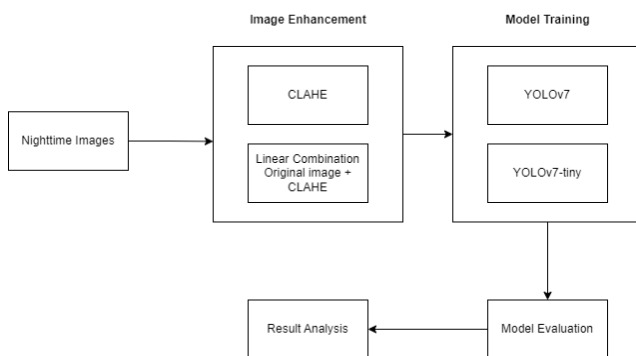 Image Enhancement
Model Training
CLAHE
YOLOv7
Nighttime Images
Linear Combination
Original image +
CLAHE
YOLOv7-tiny
Result Analysis
Model Evaluation